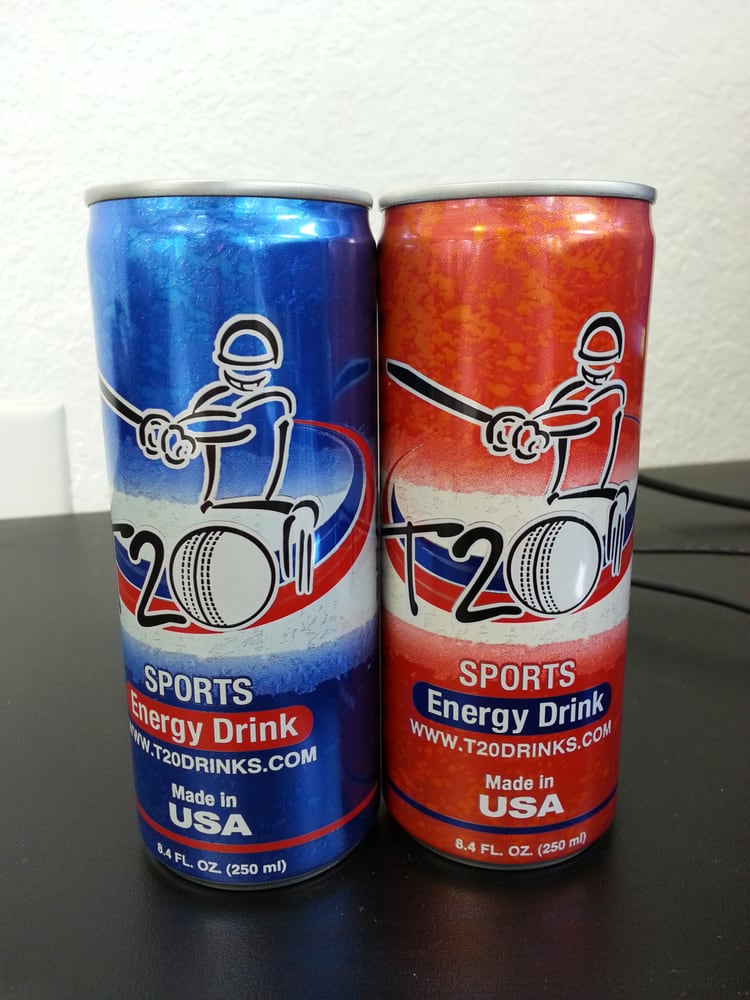 T20
SPORTS
Energy Drink
WWW.T20DRINKS.COM
Made in
USA
8.4 FL. OZ. (250 ml)
T20
SPORTS
Energy Drink
WWW.T20DRINKS.COM
Made in
USA
8.4 FL. OZ. (250 ml)